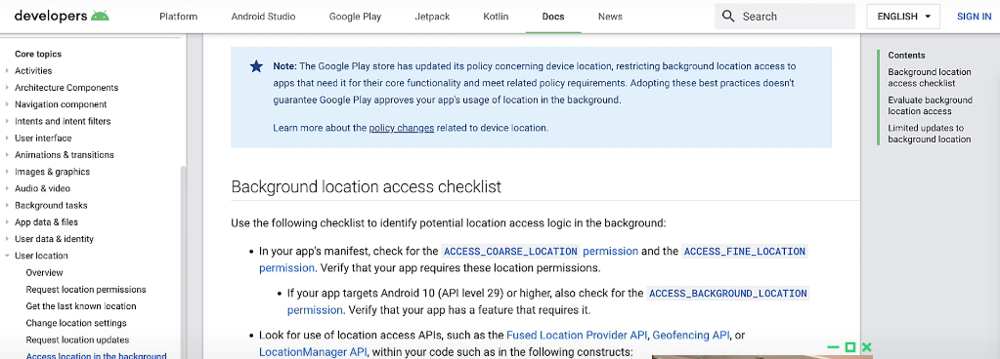 developers
Platform
Android Studio
Google Play
Jetpack
Kotlin
Docs
News
Search
ENGLISH
SIGN IN
Core topics
Activities
Architecture Components
Navigation component
Intents and intent filters
User interface
Animations & transitions
Images & graphics
Audio & video
Background tasks
App data & files
User data & identity
User location
Overview
Request location permissions
Get the last known location
Change location settings
Request location updates
Access location in the background
Note: The Google Play store has updated its policy concerning device location, restricting background location access to
apps that need it for their core functionality and meet related policy requirements. Adopting these best practices doesn't
guarantee Google Play approves your app's usage of location in the background.
Learn more about the policy changes related to device location.
Background location access checklist
Use the following checklist to identify potential location access logic in the background:
• In your app's manifest, check for the ACCESS_COARSE_LOCATION permission and the ACCESS_FINE_LOCATION
permission. Verify that your app requires these location permissions.
• If your app targets Android 10 (API level 29) or higher, also check for the ACCESS_BACKGROUND_LOCATION
permission. Verify that your app has a feature that requires it.
• Look for use of location access APIs, such as the Fused Location Provider API, Geofencing API, or
LocationManager API, within your code such as in the following constructs:
Contents
Background location
access checklist
Evaluate background
location access
Limited updates to
background location